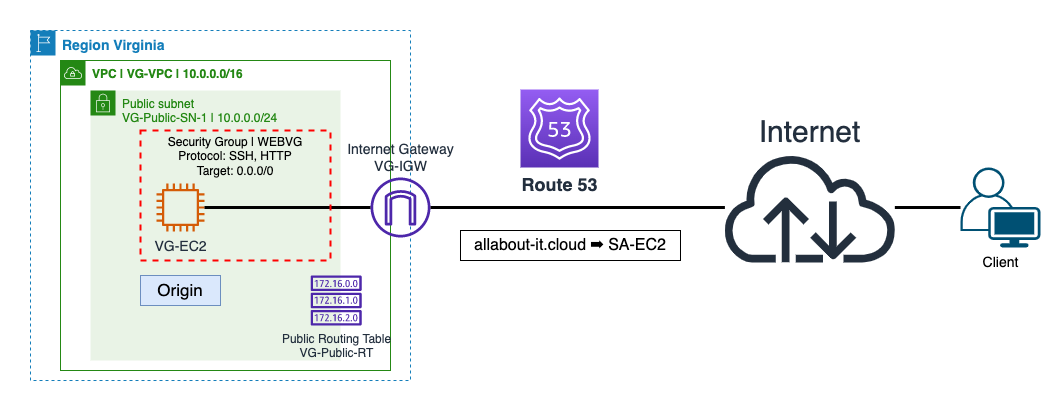 Region Virginia
VPC | VG-VPC | 10.0.0.0/16
Public subnet
VG-Public-SN-1 | 10.0.0.0/24
Security Group | WEBVG
Protocol: SSH, HTTP
Target: 0.0.0.0/0
VG-EC2
Origin
172.16.0.0
172.16.1.0
172.16.2.0
Public Routing Table
VG-Public-RT
Internet Gateway
VG-IGW
53
Route 53
allabout-it.cloud ➡ SA-EC2
Internet
Client